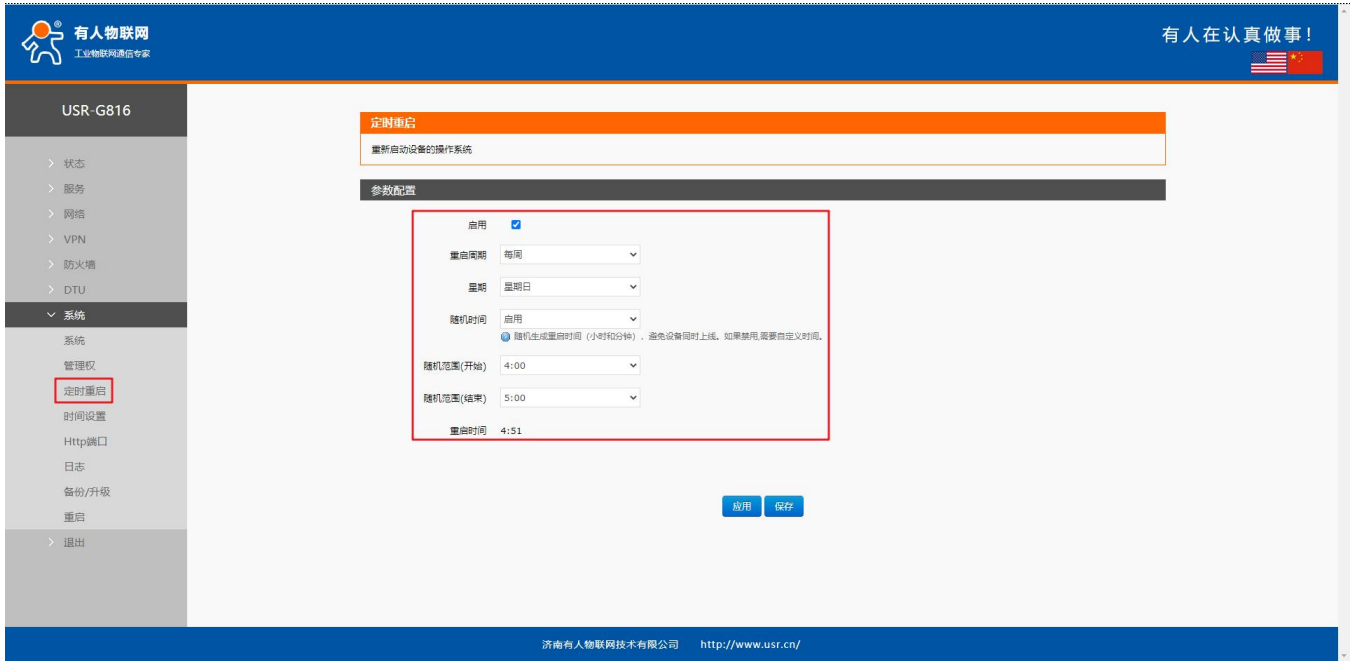 有人物联网
工业物联网通信专家
有人在认真做事!
USR-G816
状态
服务
网络
VPN
防火墙
DTU
系统
系统
管理权
定时重启
时间设置
Http端口
日志
备份/升级
重启
退出
定时重启
重新启动设备的操作系统
参数配置
启用
重启周期 每周
星期 星期日
随机时间 启用
随机生成重启时间(小时和分钟),避免设备同时上线。如果禁用,需要自定义时间。
随机范围(开始) 4:00
随机范围(结束) 5:00
重启时间 4:51
应用 保存
济南有人物联网技术有限公司 http://www.usr.cn/